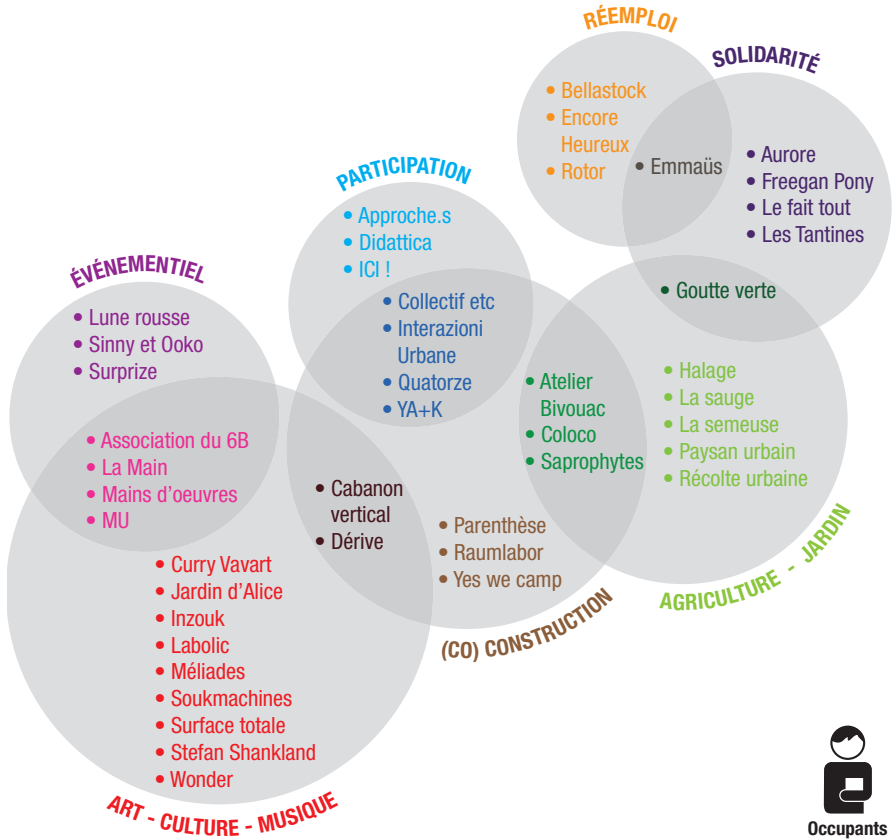 RÉEMPLOI
• Bellastock
• Encore
Heureux
• Rotor
• Emmaüs
SOLIDARITÉ
• Aurore
• Freegan Pony
• Le fait tout
• Les Tantines
PARTICIPATION
• Approche.s
• Didattica
• ICI !
• Collectif etc
• Interazioni
Urbane
• Quatorze
• YA+K
• Goutte verte
ÉVÉNEMENTIEL
• Lune rousse
• Sinny et Ooko
• Surprize
• Association du 6B
• La Main
• Mains d'oeuvres
• MU
• Atelier
Bivouac
• Coloco
• Saprophytes
• Halage
• La sauge
• La semeuse
• Paysan urbain
• Récolte urbaine
AGRICULTURE - JARDIN
• Cabanon
vertical
• Dérive
• Parenthèse
• Raumlabor
• Yes we camp
(CO) CONSTRUCTION
• Curry Vavart
• Jardin d’Alice
• Inzouk
• Labolic
• Méliades
• Soukmachines
• Surface totale
• Stefan Shankland
• Wonder
ART - CULTURE - MUSIQUE
Occupants